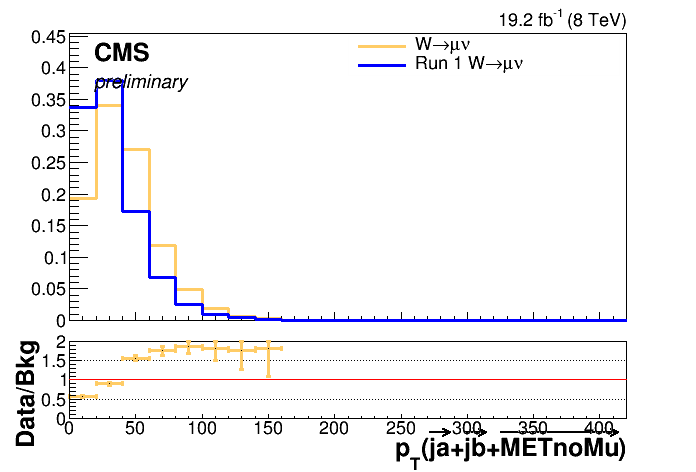 19.2 fb⁻¹ (8 TeV)
CMS
preliminary
W→μν
Run 1 W→μν
0.45
0.4
0.35
0.3
0.25
0.2
0.15
0.1
0.05
0
Data/Bkg
2
1.5
1
0.5
0
0 50 100 150 200 250 300 350 400
p_T(ja+jb+METnoMu)